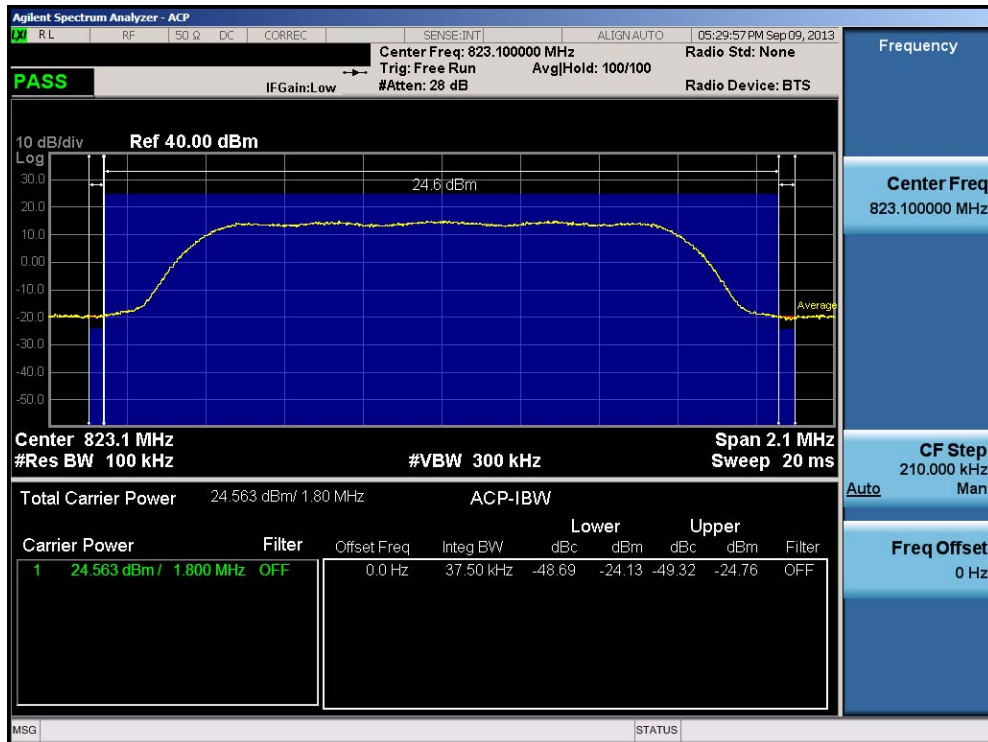 Agilent Spectrum Analyzer - ACP
LXI RL RF 50 Ω DC CORREC SENSE:INT ALIGN AUTO 05:29:57 PM Sep 09, 2013
Center Freq: 823.100000 MHz Radio Std: None
Trig: Free Run Avg|Hold: 100/100
PASS IFGain:Low #Atten: 28 dB Radio Device: BTS
Frequency
10 dB/div Ref 40.00 dBm
Log
30.0
24.6 dBm
20.0
10.0
0.00
-10.0
Average
-20.0
-30.0
-40.0
-50.0
Center Freq
823.100000 MHz
Center 823.1 MHz Span 2.1 MHz
#Res BW 100 kHz #VBW 300 kHz Sweep 20 ms
CF Step
210.000 kHz
Auto Man
Total Carrier Power 24.563 dBm/ 1.80 MHz ACP-IBW
Lower Upper
Carrier Power Filter Offset Freq Integ BW dBc dBm dBc dBm Filter
1 24.563 dBm / 1.800 MHz OFF 0.0 Hz 37.50 kHz -48.69 -24.13 -49.32 -24.76 OFF
Freq Offset
0 Hz
MSG STATUS